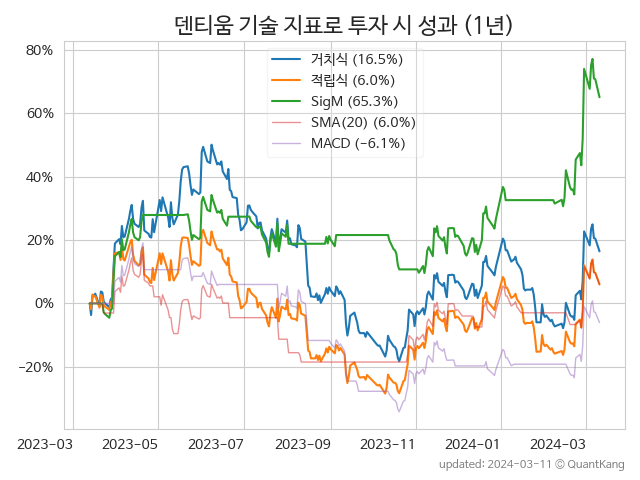 덴티움 기술 지표로 투자 시 성과 (1년)
거치식 (16.5%)
적립식 (6.0%)
SigM (65.3%)
SMA(20) (6.0%)
MACD (−6.1%)
80%
60%
40%
20%
0%
−20%
2023-03 2023-05 2023-07 2023-09 2023-11 2024-01 2024-03
updated: 2024-03-11 ⓒ QuantKang